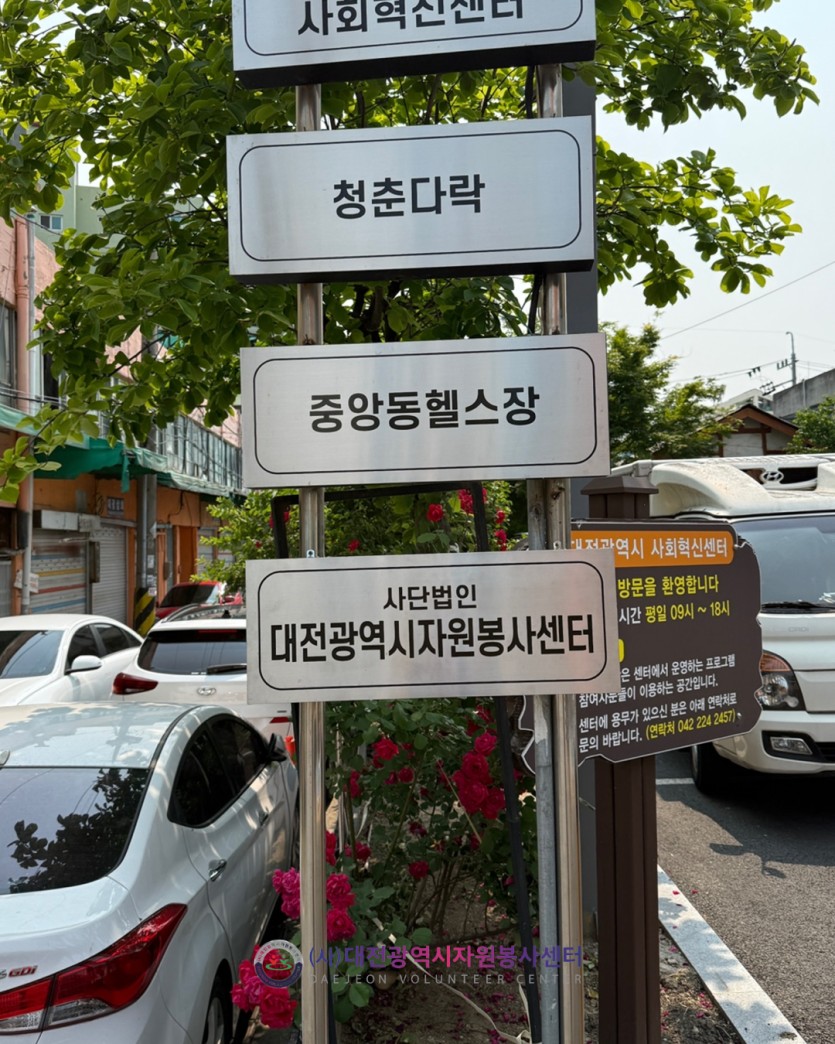 사회혁신센터
청춘다락
중앙동헬스장
사단법인
대전광역시자원봉사센터
대전광역시 사회혁신센터
방문을 환영합니다
시간 평일 09시 ~ 18시
은 센터에서 운영하는 프로그램
참여자분들이 이용하는 공간입니다.
센터에 용무가 있으신 분은 아래 연락처로
문의 바랍니다. (연락처 042 224 2457)
GDi
(사)대전광역시자원봉사센터
DAEJEON VOLUNTEER CENTER